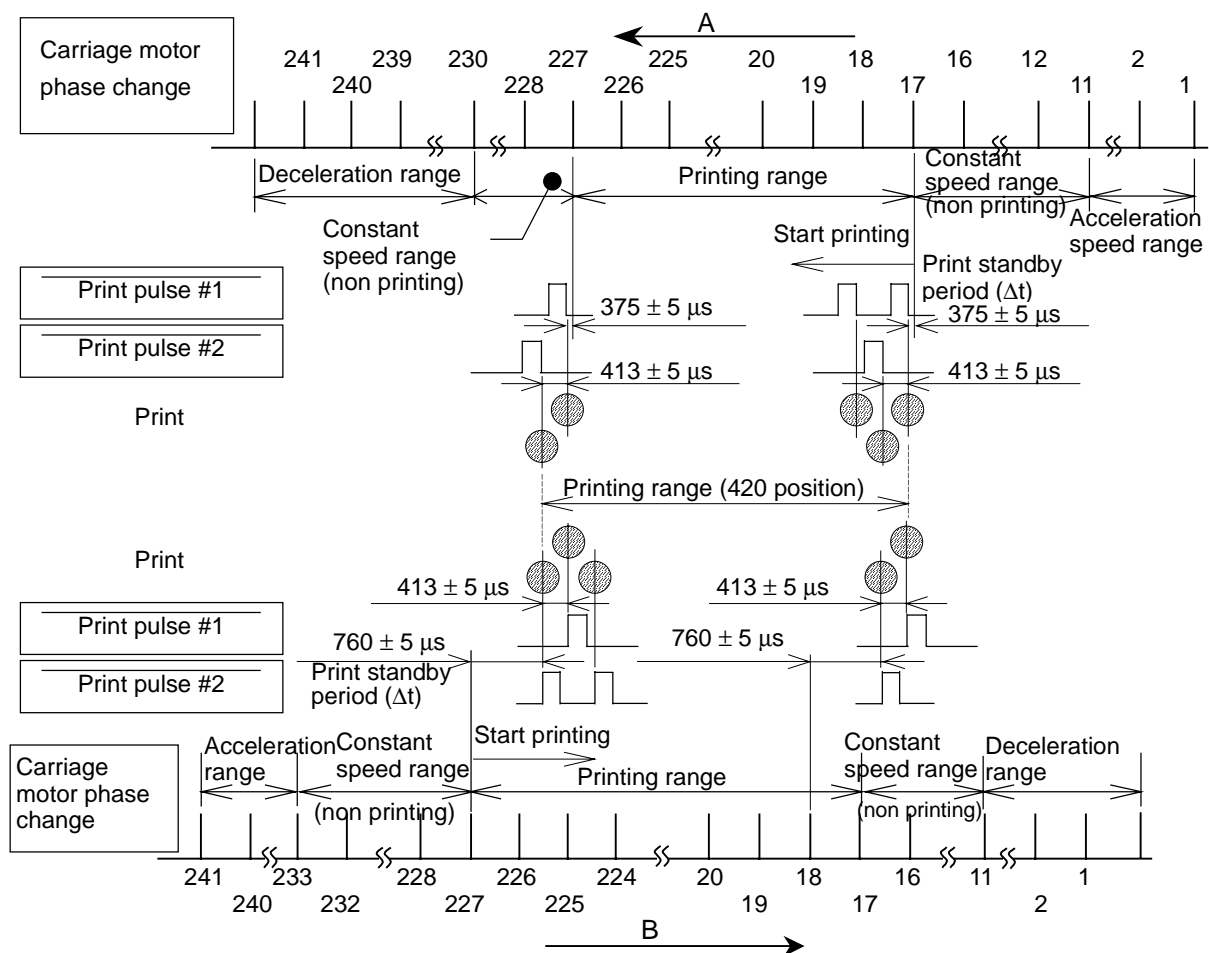 A
Carriage motor
phase change
241 239 230 227 225 20 18 16 12 2
240 228 226 19 17 11 1
Deceleration range
Printing range
Constant
speed range
(non printing)
Acceleration
speed range
Constant
speed range
(non printing)
Start printing
Print standby
period (Δt)
Print pulse #1
375 ± 5 μs
375 ± 5 μs
Print pulse #2
413 ± 5 μs
413 ± 5 μs
Print
Printing range (420 position)
Print
413 ± 5 μs
413 ± 5 μs
Print pulse #1
760 ± 5 μs
760 ± 5 μs
Print pulse #2
Print standby
period (Δt)
Start printing
Carriage
motor phase
change
Acceleration
range
Constant
speed range
(non printing)
Printing range
Constant
speed range
(non printing)
Deceleration
range
241 233 228 226 224 20 18 16 11 1
240 232 227 225 19 17 2
B